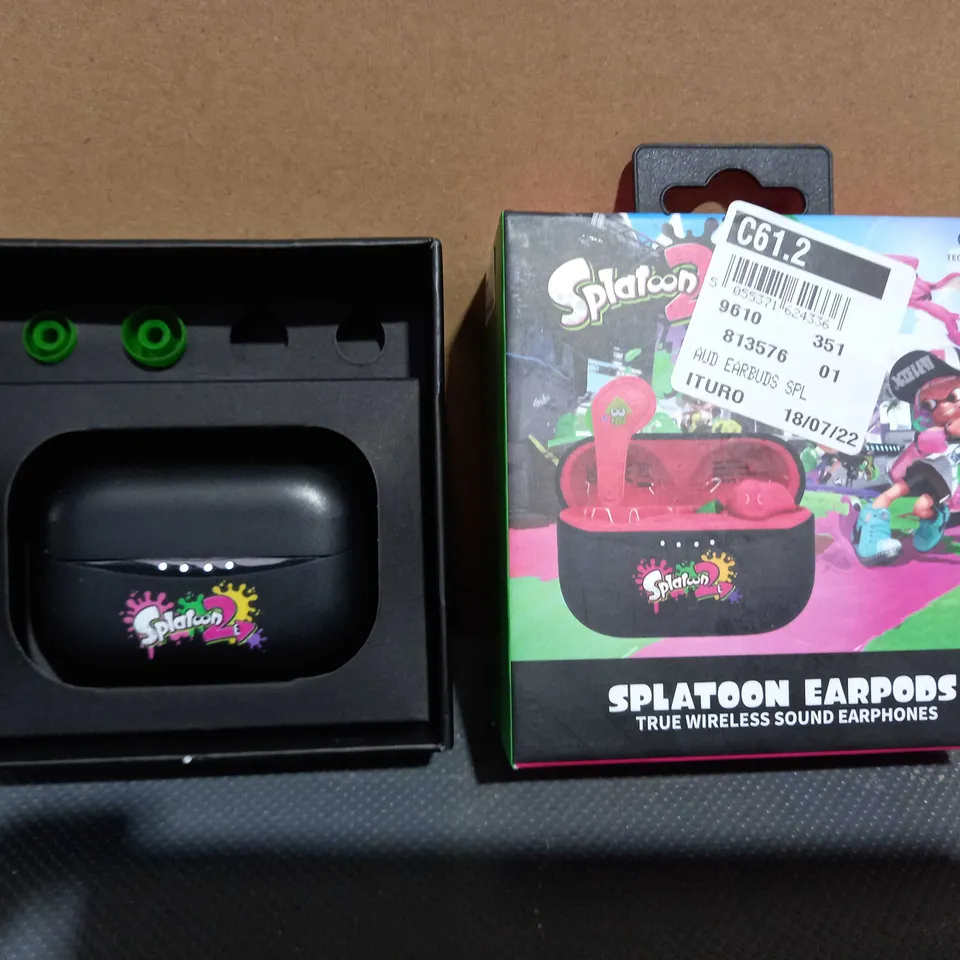 Splatoon 2
Splatoon 2
C61.2
5 055371 624336
9610 351
813576 01
AUD EARBUDS SPL
ITURO 18/07/22
Splatoon 2
SPLATOON EARPODS
TRUE WIRELESS SOUND EARPHONES